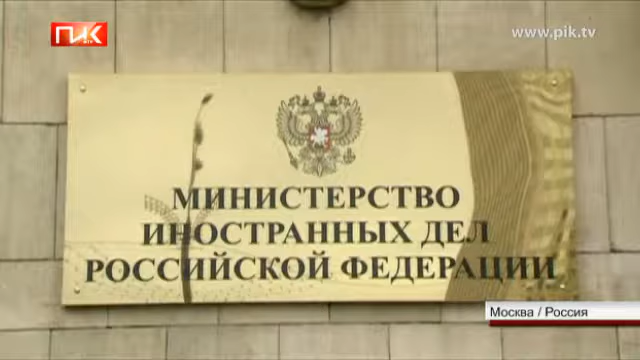 ПИК
www.pik.tv
МИНИСТЕРСТВО
ИНОСТРАННЫХ ДЕЛ
РОССИЙСКОЙ ФЕДЕРАЦИИ
Москва / Россия